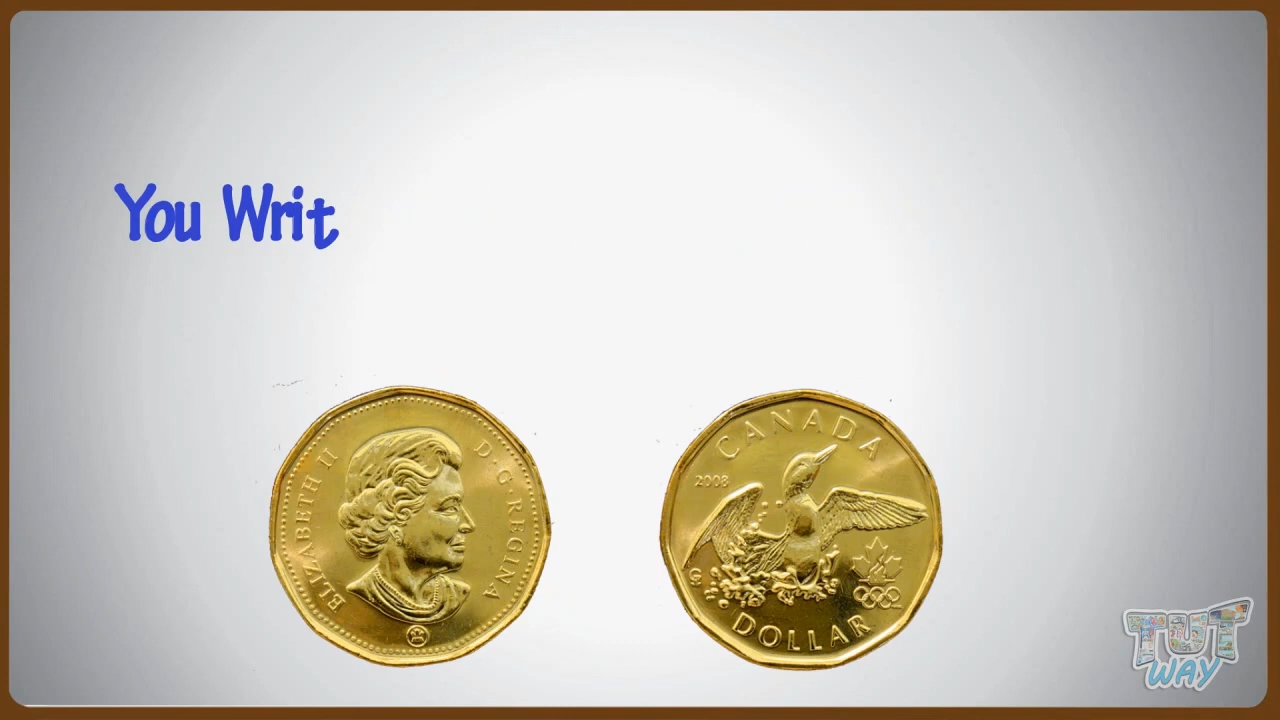 You Writ
ELIZABETH II D·G·REGINA
CANADA
2008
DOLLAR
TUT
WAY